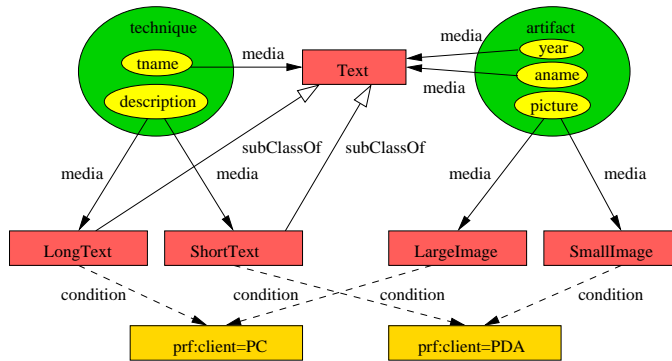 technique
artifact
media
media
year
tname
Text
aname
media
description
picture
subClassOf
subClassOf
media
media
media
media
LongText
ShortText
LargeImage
SmallImage
condition
condition
condition
condition
prf:client=PC
prf:client=PDA